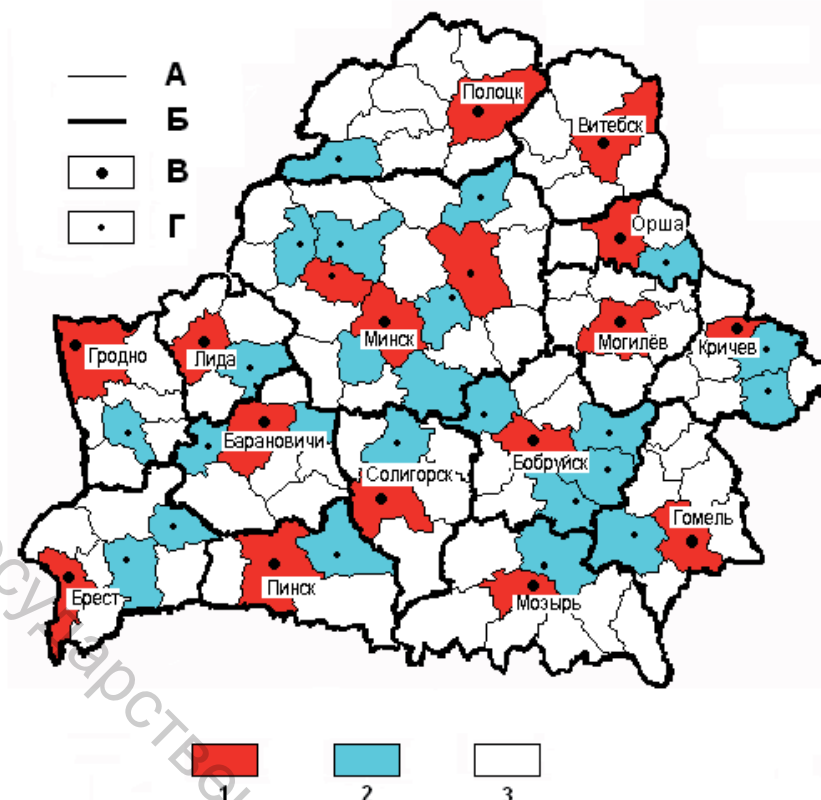 А
Б
В
Г
Полоцк
Витебск
Орша
Минск
Могилёв
Кричев
Гродно
Лида
Барановичи
Солигорск
Бобруйск
Гомель
Брест
Пинск
Мозырь
1
2
3